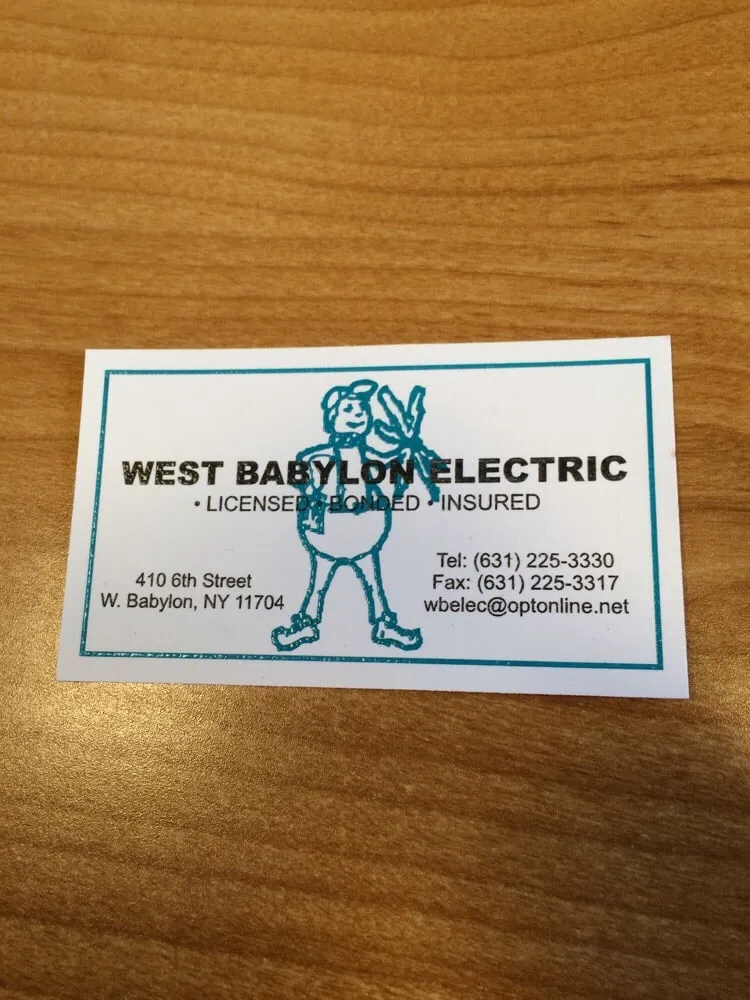 WEST BABYLON ELECTRIC
• LICENSED • BONDED • INSURED
410 6th Street
W. Babylon, NY 11704
Tel: (631) 225-3330
Fax: (631) 225-3317
wbelec@optonline.net